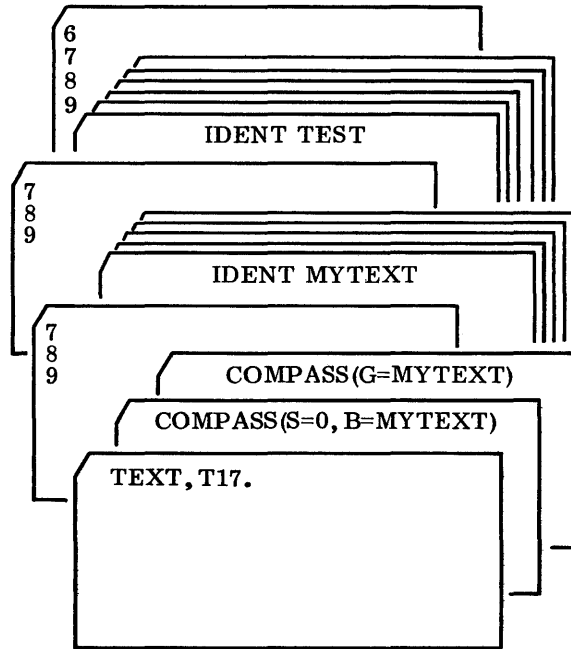 6
7
8
9
IDENT TEST
7
8
9
IDENT MYTEXT
7
8
9
COMPASS(G=MYTEXT)
COMPASS(S=0, B=MYTEXT)
TEXT, T17.